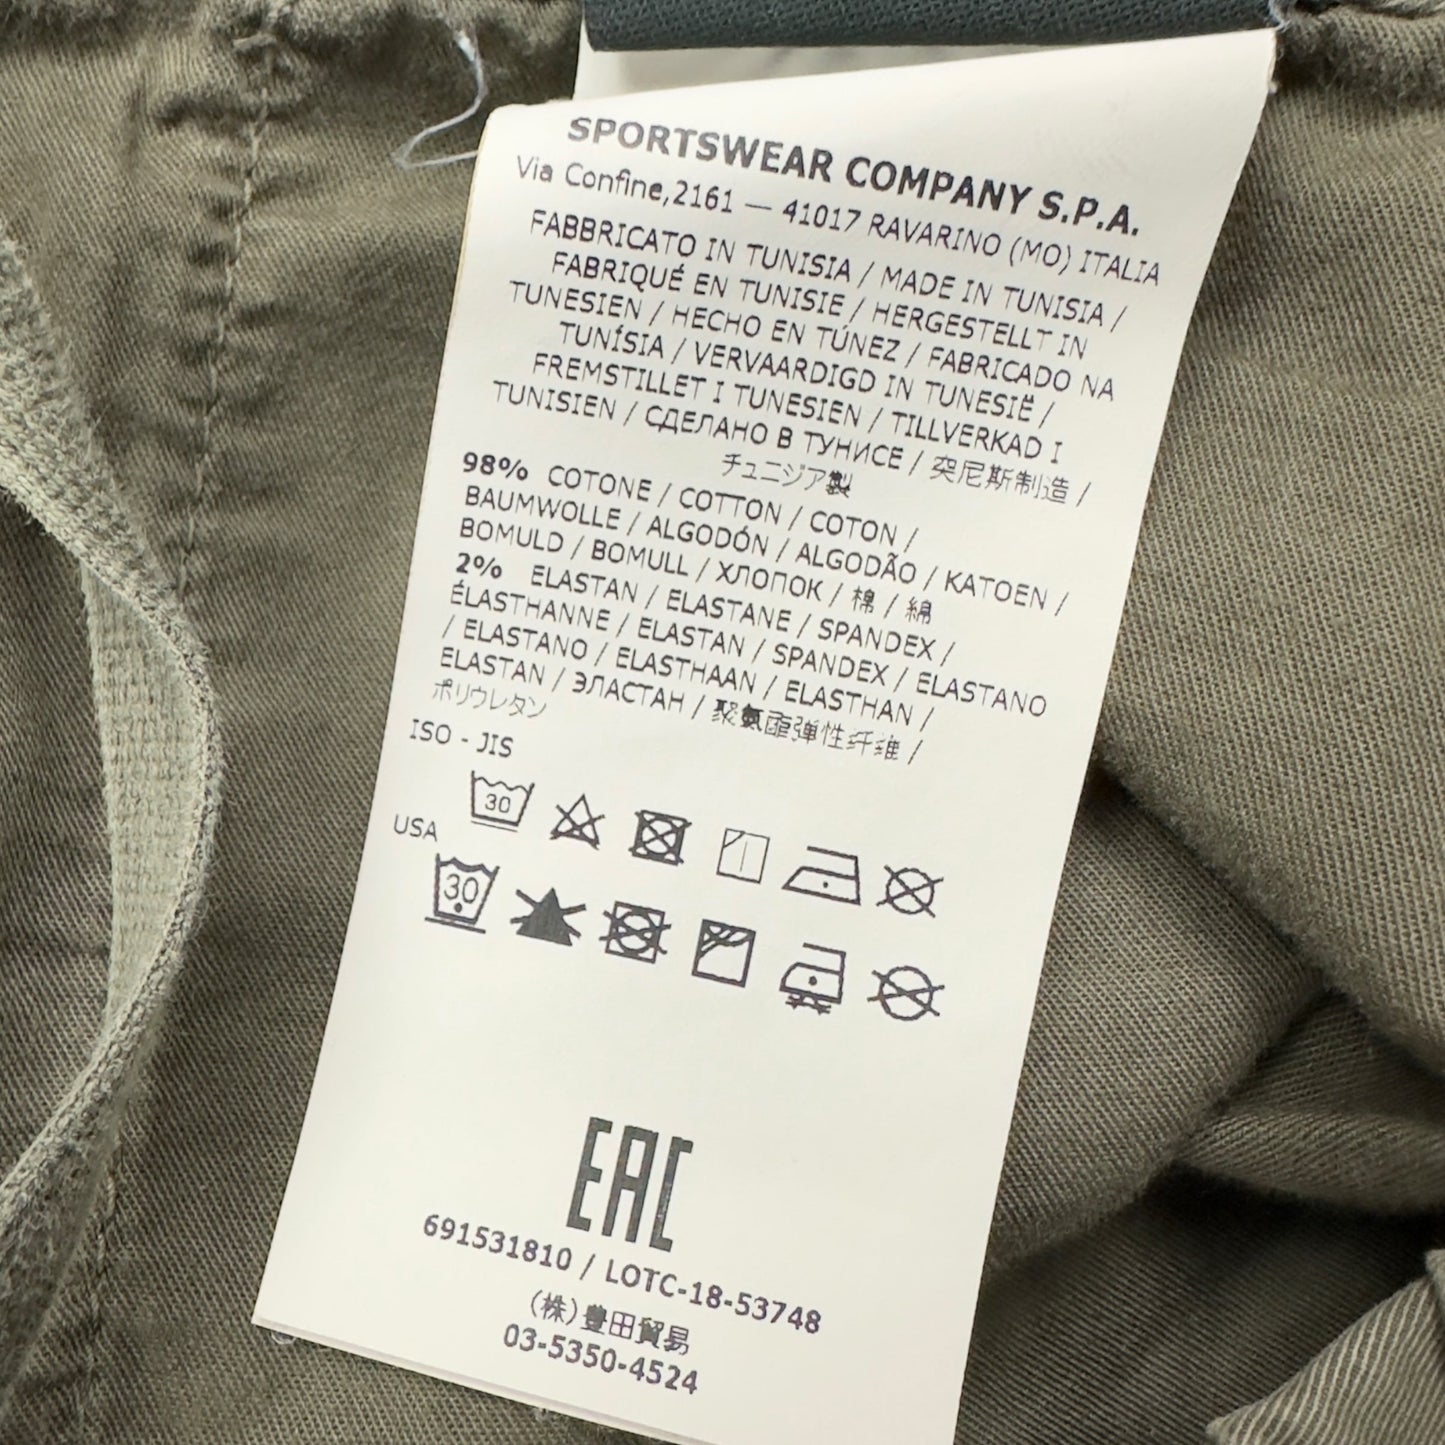 SPORTSWEAR COMPANY S.P.A.
Via Confine,2161 — 41017 RAVARINO (MO) ITALIA
FABBRICATO IN TUNISIA / MADE IN TUNISIA /
FABRIQUÉ EN TUNISIE / HERGESTELLT IN
TUNESIEN / HECHO EN TÚNEZ / FABRICADO NA
TUNÍSIA / VERVAARDIGD IN TUNESIË /
FREMSTILLET I TUNESIEN / TILLVERKAD I
TUNISIEN / СДЕЛАНО В ТУНИСЕ / 突尼斯制造 /
チュニジア製
98% COTONE / COTTON / COTON /
BAUMWOLLE / ALGODÓN / ALGODÃO / KATOEN /
BOMULD / BOMULL / ХЛОПОК / 棉 / 綿
2% ELASTAN / ELASTANE / SPANDEX /
ÉLASTHANNE / ELASTAN / SPANDEX / ELASTANO
/ ELASTANO / ELASTHAAN / ELASTHAN /
ELASTAN / ЭЛАСТАН / 聚氨酯弹性纤维 /
ポリウレタン
ISO - JIS
30
USA
30
EAC
691531810 / LOTC-18-53748
(株)豊田貿易
03-5350-4524